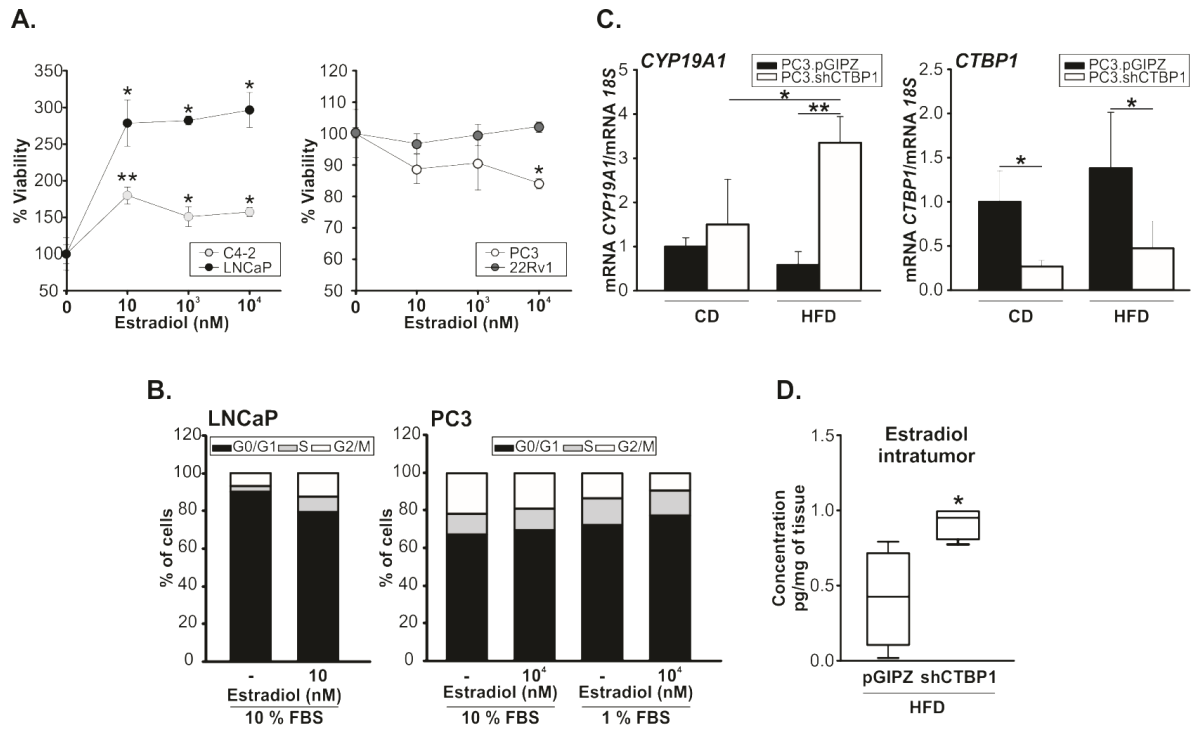 A.
350
300
250
200
150
100
50
% Viability
*
*
*
**
*
*
C4-2
LNCaP
0
10
10³
10⁴
Estradiol (nM)
120
110
100
90
80
70
60
50
% Viability
*
PC3
22Rv1
0
10
10³
10⁴
Estradiol (nM)
C.
CYP19A1
PC3.pGIPZ
PC3.shCTBP1
mRNA CYP19A1/mRNA 18S
5
4
3
2
1
0
*
**
CD
HFD
CTBP1
PC3.pGIPZ
PC3.shCTBP1
mRNA CTBP1/mRNA 18S
2.5
2.0
1.5
1.0
0.5
0.0
*
*
CD
HFD
B.
LNCaP
G0/G1 S G2/M
% of cells
120
100
80
60
40
20
0
- 10
Estradiol (nM)
10 % FBS
PC3
G0/G1 S G2/M
% of cells
120
100
80
60
40
20
0
- 10⁴ - 10⁴
Estradiol (nM) Estradiol (nM)
10 % FBS 1 % FBS
D.
Estradiol
intratumor
Concentration
pg/mg of tissue
1.5
1.0
0.5
0.0
*
pGIPZ shCTBP1
HFD